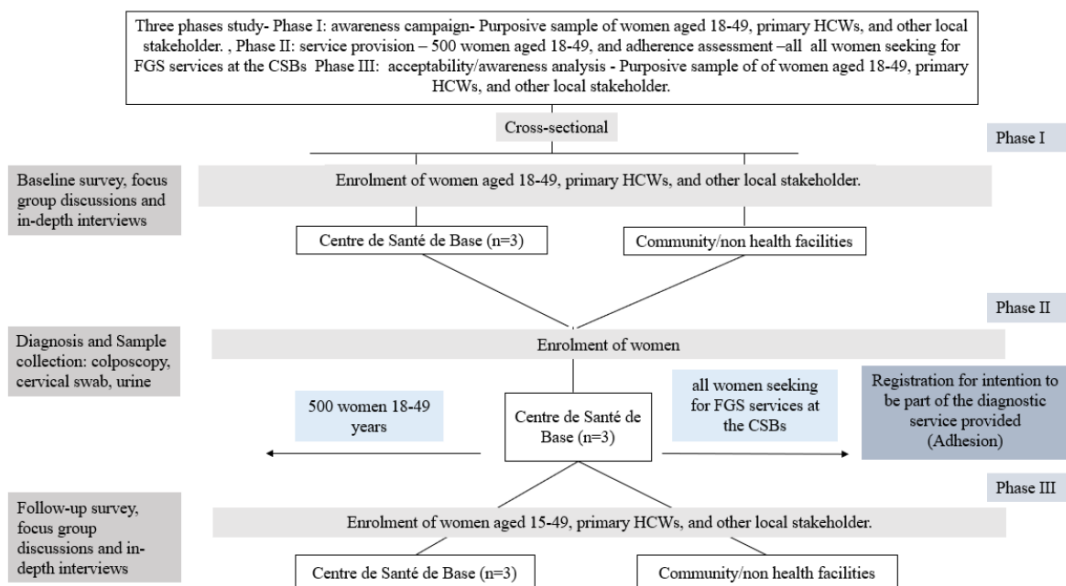 Three phases study- Phase I: awareness campaign- Purposive sample of women aged 18-49, primary HCWs, and other local
stakeholder. , Phase II: service provision – 500 women aged 18-49, and adherence assessment –all all women seeking for
FGS services at the CSBs Phase III: acceptability/awareness analysis - Purposive sample of of women aged 18-49, primary
HCWs, and other local stakeholder.
Cross-sectional
Phase I
Baseline survey, focus
group discussions and
in-depth interviews
Enrolment of women aged 18-49, primary HCWs, and other local stakeholder.
Centre de Santé de Base (n=3)
Community/non health facilities
Phase II
Diagnosis and Sample
collection: colposcopy,
cervical swab, urine
Enrolment of women
500 women 18-49
years
Centre de Santé de
Base (n=3)
all women seeking
for FGS services at
the CSBs
Registration for intention to
be part of the diagnostic
service provided
(Adhesion)
Phase III
Follow-up survey,
focus group
discussions and in-
depth interviews
Enrolment of women aged 15-49, primary HCWs, and other local stakeholder.
Centre de Santé de Base (n=3)
Community/non health facilities